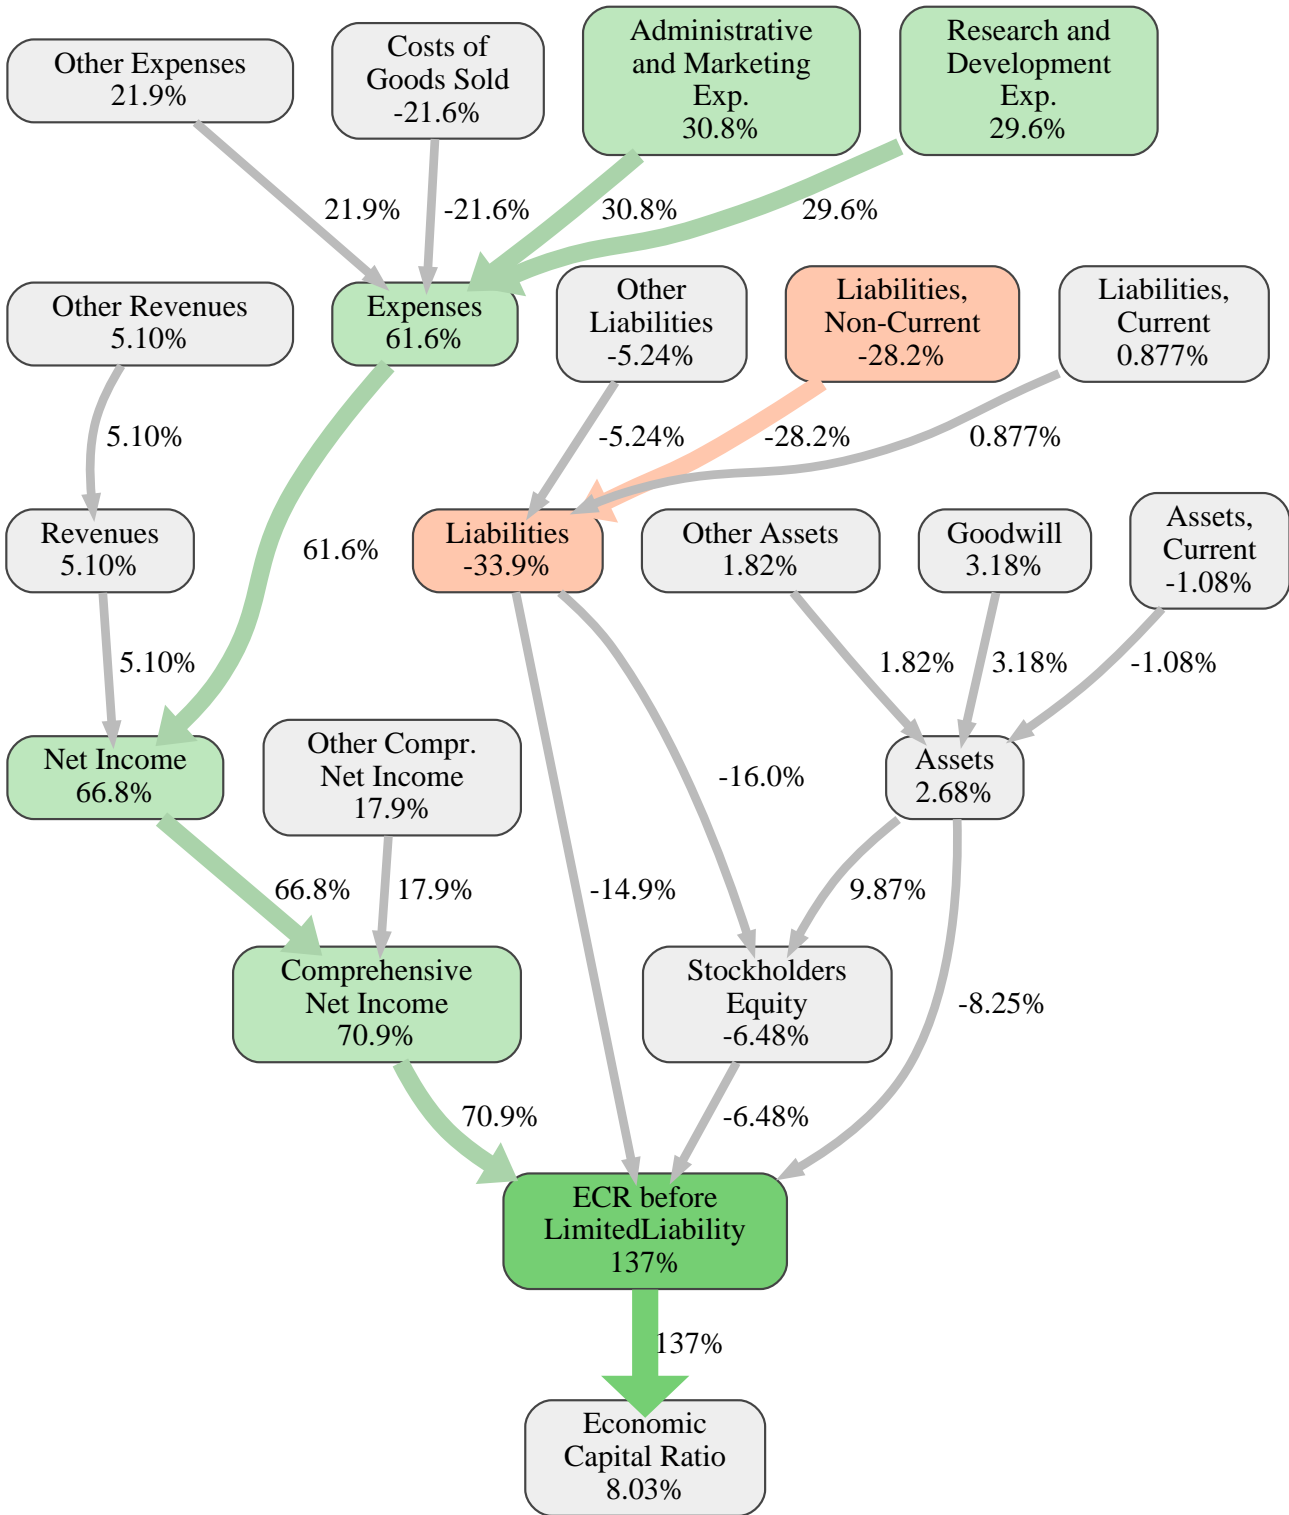 Other Expenses
21.9%
Costs of
Goods Sold
-21.6%
Administrative
and Marketing
Exp.
30.8%
Research and
Development
Exp.
29.6%
21.9%
-21.6%
30.8%
29.6%
Other Revenues
5.10%
Expenses
61.6%
Other
Liabilities
-5.24%
Liabilities,
Non-Current
-28.2%
Liabilities,
Current
0.877%
5.10%
-5.24%
-28.2%
0.877%
Revenues
5.10%
61.6%
Liabilities
-33.9%
Other Assets
1.82%
Goodwill
3.18%
Assets,
Current
-1.08%
5.10%
1.82%
3.18%
-1.08%
Net Income
66.8%
Other Compr.
Net Income
17.9%
-16.0%
Assets
2.68%
66.8%
17.9%
-14.9%
9.87%
Comprehensive
Net Income
70.9%
Stockholders
Equity
-6.48%
-8.25%
70.9%
-6.48%
ECR before
LimitedLiability
137%
137%
Economic
Capital Ratio
8.03%